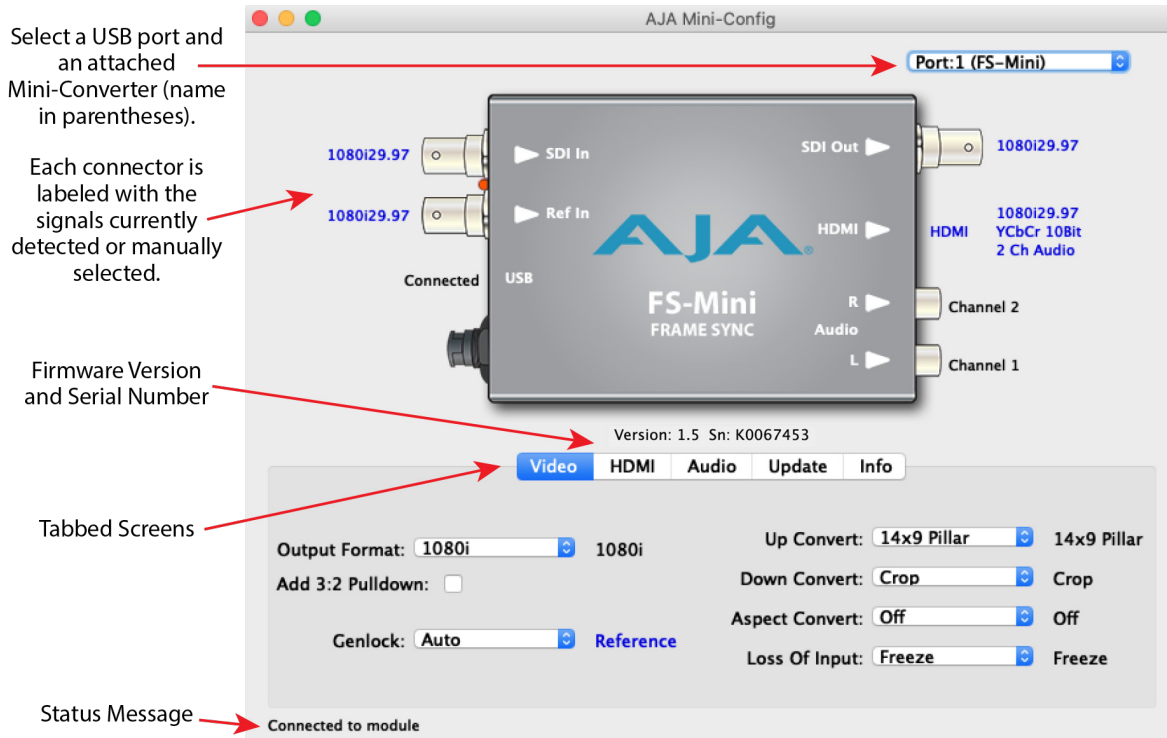 AJA Mini-Config
Select a USB port and
an attached
Mini-Converter (name
in parentheses).
Port:1 (FS-Mini)
Each connector is
labeled with the
signals currently
detected or manually
selected.
1080i29.97
SDI In
SDI Out
1080i29.97
1080i29.97
Ref In
AJA®
HDMI
HDMI
1080i29.97
YCbCr 10Bit
2 Ch Audio
Connected
USB
FS-Mini
FRAME SYNC
R
Channel 2
Audio
L
Channel 1
Firmware Version
and Serial Number
Version: 1.5 Sn: K0067453
Video HDMI Audio Update Info
Tabbed Screens
Output Format: 1080i 1080i
Add 3:2 Pulldown:
Genlock: Auto Reference
Up Convert: 14x9 Pillar 14x9 Pillar
Down Convert: Crop Crop
Aspect Convert: Off Off
Loss Of Input: Freeze Freeze
Status Message
Connected to module